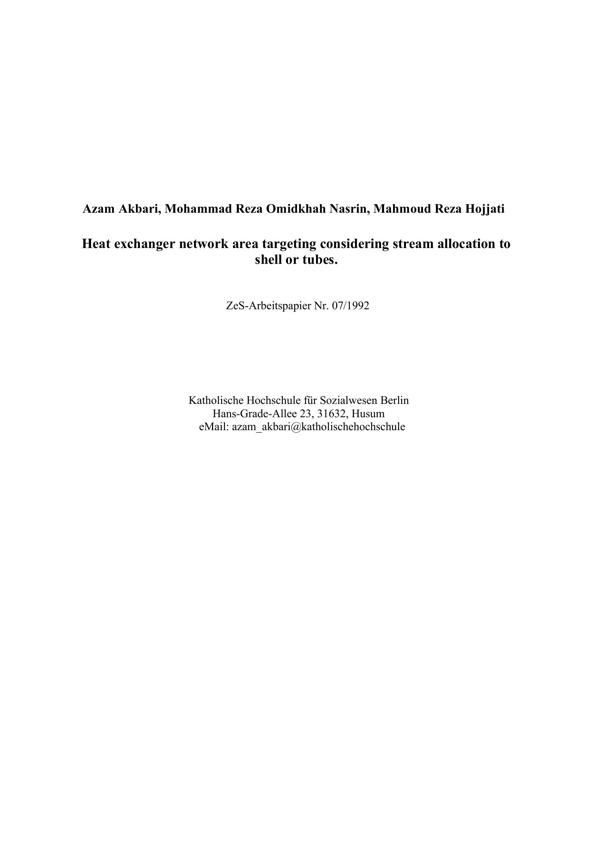 Azam Akbari, Mohammad Reza Omidkhah Nasrin, Mahmoud Reza Hojjati
Heat exchanger network area targeting considering stream allocation to
shell or tubes.
ZeS-Arbeitspapier Nr. 07/1992
Katholische Hochschule für Sozialwesen Berlin
Hans-Grade-Allee 23, 31632, Husum
eMail: azam_akbari@katholischehochschule